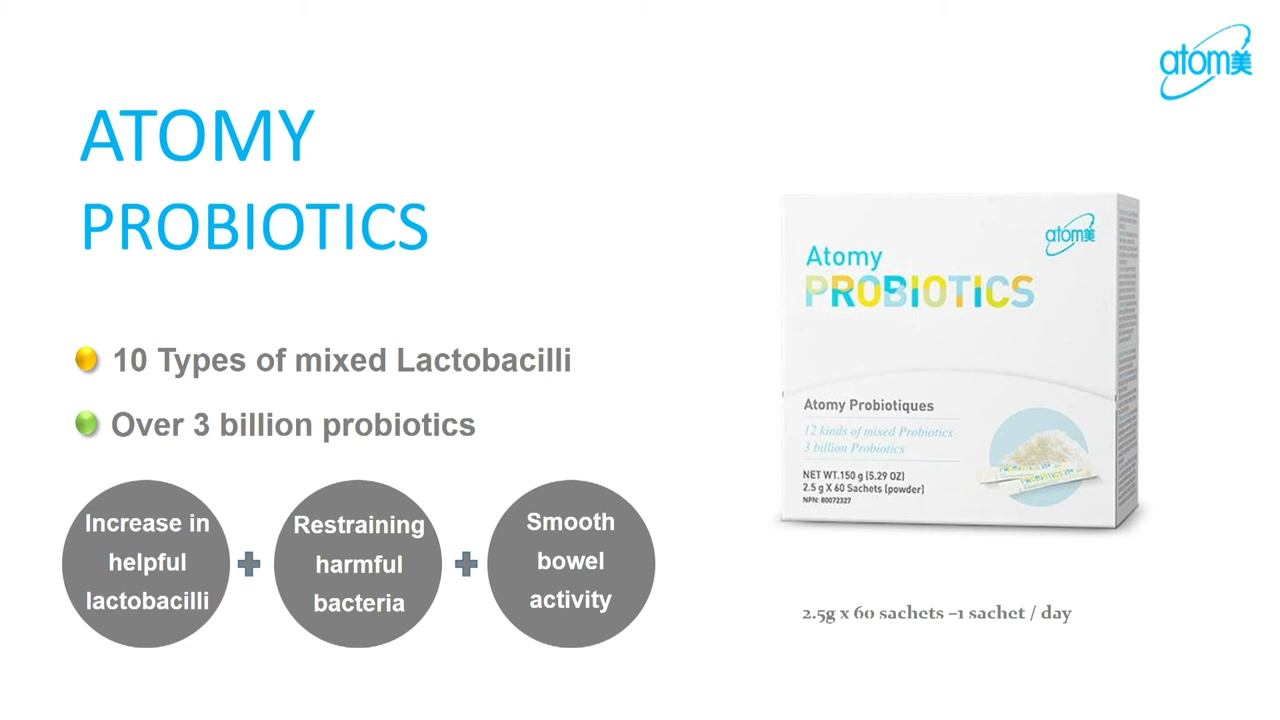 atom美
ATOMY
PROBIOTICS
10 Types of mixed Lactobacilli
Over 3 billion probiotics
Increase in
helpful
lactobacilli
Restraining
harmful
bacteria
Smooth
bowel
activity
atom美
Atomy
PROBIOTICS
Atomy Probiotiques
12 kinds of mixed Probiotics
3 billion Probiotics
NET WT.150 g (5.29 OZ)
2.5 g X 60 Sachets (powder)
NPN: 80072327
2.5g x 60 sachets –1 sachet / day